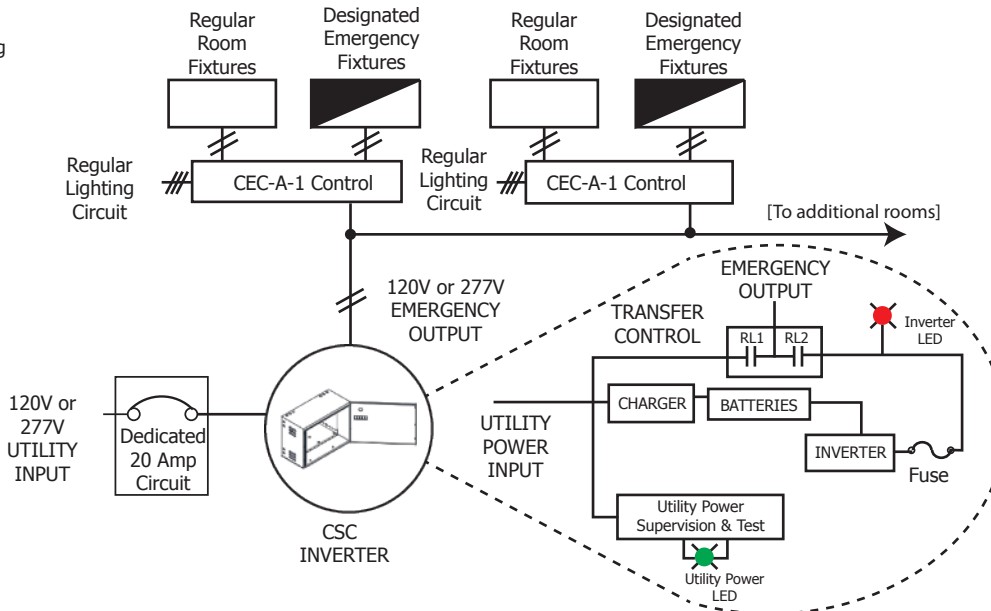 g
Regular
Room
Fixtures
Designated
Emergency
Fixtures
Regular
Room
Fixtures
Designated
Emergency
Fixtures
Regular
Lighting
Circuit
CEC-A-1 Control
Regular
Lighting
Circuit
CEC-A-1 Control
[To additional rooms]
120V or 277V
EMERGENCY
OUTPUT
120V or
277V
UTILITY
INPUT
Dedicated
20 Amp
Circuit
CSC
INVERTER
EMERGENCY
OUTPUT
TRANSFER
CONTROL
RL1
RL2
Inverter
LED
CHARGER
BATTERIES
UTILITY
POWER
INPUT
INVERTER
Fuse
Utility Power
Supervision & Test
Utility Power
LED